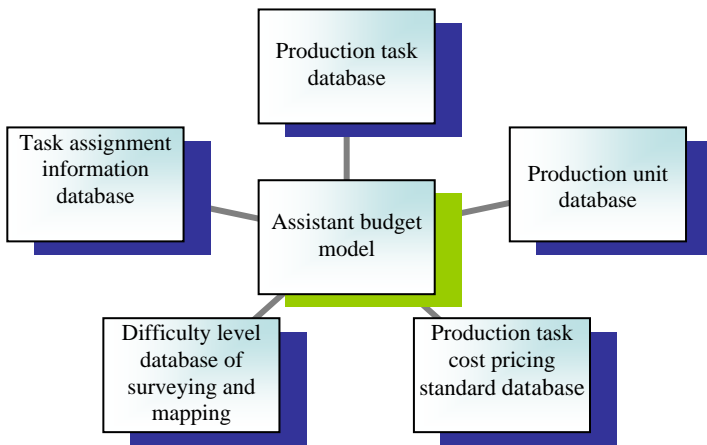 Production task
database
Task assignment
information
database
Production unit
database
Assistant budget
model
Difficulty level
database of
surveying and
mapping
Production task
cost pricing
standard database